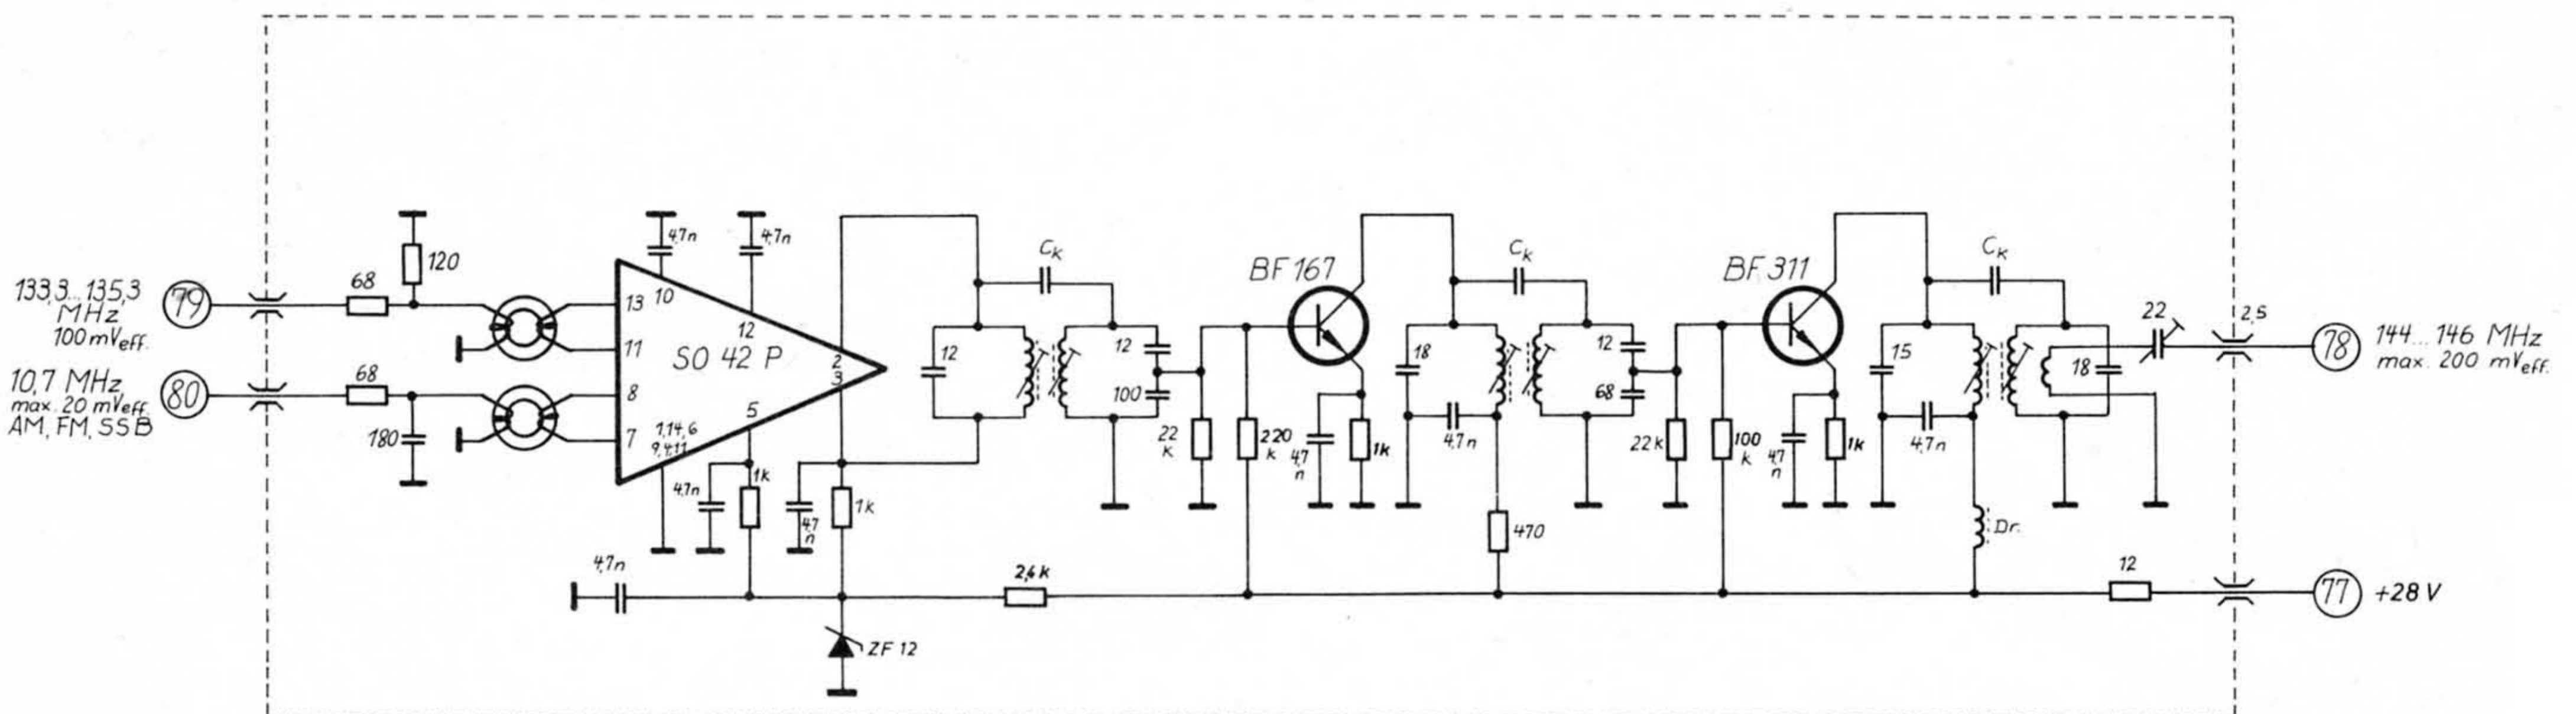 133,3...135,3
MHz
100 mVeff.
79
68
120
10,7 MHz
max. 20 mVeff.
AM, FM, SSB
80
68
180
4,7n
4,7n
10
12
13
11
8
7
SO 42 P
2
3
5
1,14,6
9,4,11
4,7n
1k
4,7
n
1k
4,7n
ZF 12
2,4k
12
Ck
12
100
22
k
220
k
BF 167
4,7
n
1k
Ck
18
4,7n
470
12
68
22k
100
k
BF 311
4,7
n
1k
Ck
15
4,7n
Dr.
18
22
2,5
78
144...146 MHz
max. 200 mVeff.
12
77
+28 V